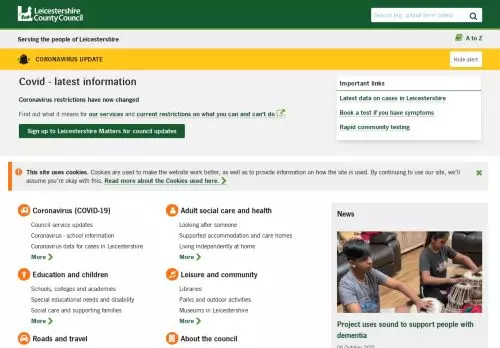 Leicestershire
County Council
Search (e.g. school term dates)
Serving the people of Leicestershire
A to Z
CORONAVIRUS UPDATE
Hide alert
Covid - latest information
Coronavirus restrictions have now changed
Find out what it means for our services and current restrictions on what you can and can't do
Sign up to Leicestershire Matters for council updates
Important links
Latest data on cases in Leicestershire
Book a test if you have symptoms
Rapid community testing
This site uses cookies. Cookies are used to make the website work better, as well as to provide information on how the site is used. By continuing to use our site, we'll
assume you're okay with this. Read more about the Cookies used here.
Coronavirus (COVID-19)
Council service updates
Coronavirus - school information
Coronavirus data for cases in Leicestershire
More
Adult social care and health
Looking after someone
Supported accommodation and care homes
Living independently at home
More
Education and children
Schools, colleges and academies
Special educational needs and disability
Social care and supporting families
More
Leisure and community
Libraries
Parks and outdoor activities
Museums in Leicestershire
More
Roads and travel
About the council
News
Project uses sound to support people with
dementia